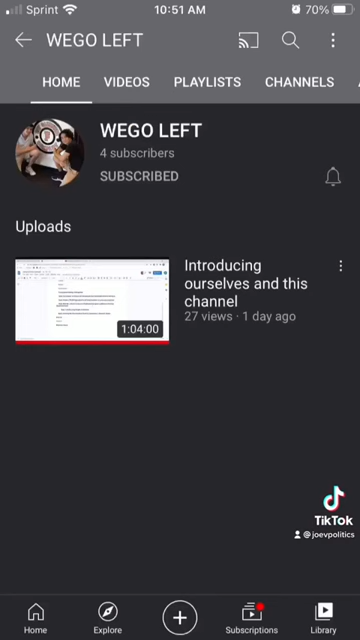 Sprint 10:51 AM 70%
WEGO LEFT
HOME VIDEOS PLAYLISTS CHANNELS
WEGO LEFT
4 subscribers
SUBSCRIBED
Uploads
Introducing
ourselves and this
channel
27 views · 1 day ago
1:04:00
TikTok
@joevpolitics
Home Explore Subscriptions Library